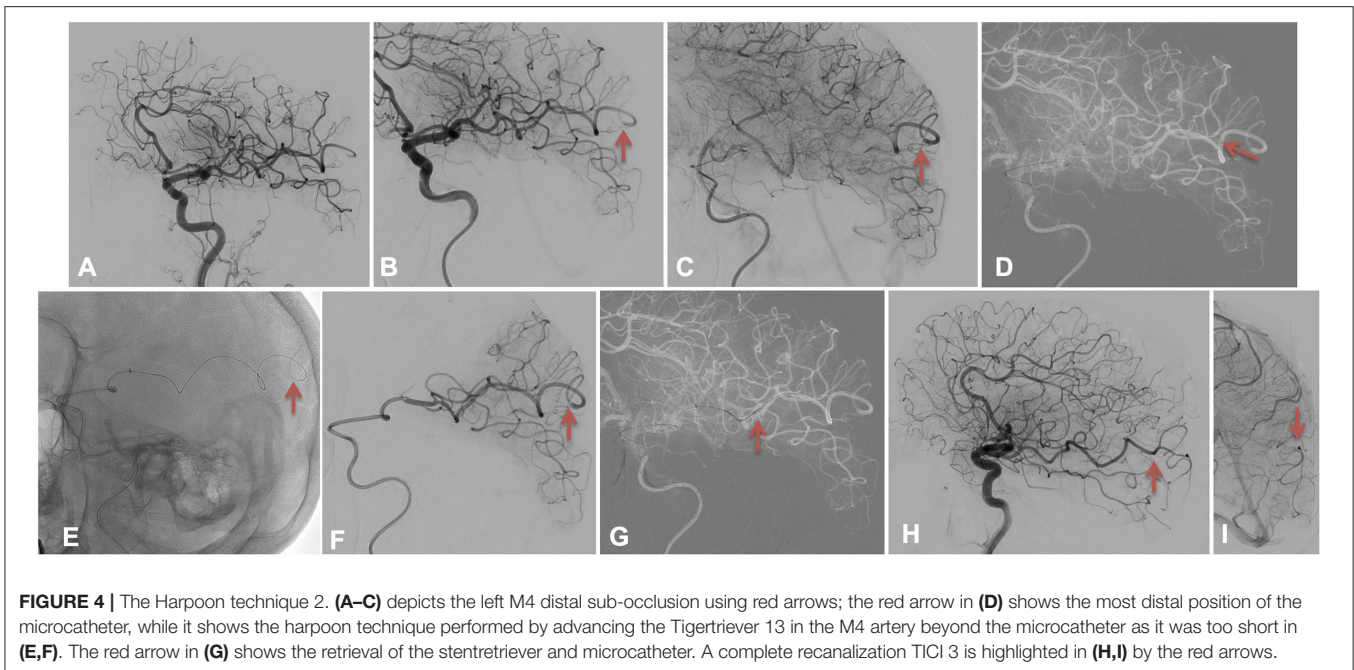 A
B
C
D
E
F
G
H
I
FIGURE 4 | The Harpoon technique 2. (A–C) depicts the left M4 distal sub-occlusion using red arrows; the red arrow in (D) shows the most distal position of the
microcatheter, while it shows the harpoon technique performed by advancing the Tigertriever 13 in the M4 artery beyond the microcatheter as it was too short in
(E,F). The red arrow in (G) shows the retrieval of the stentretriever and microcatheter. A complete recanalization TICI 3 is highlighted in (H,I) by the red arrows.